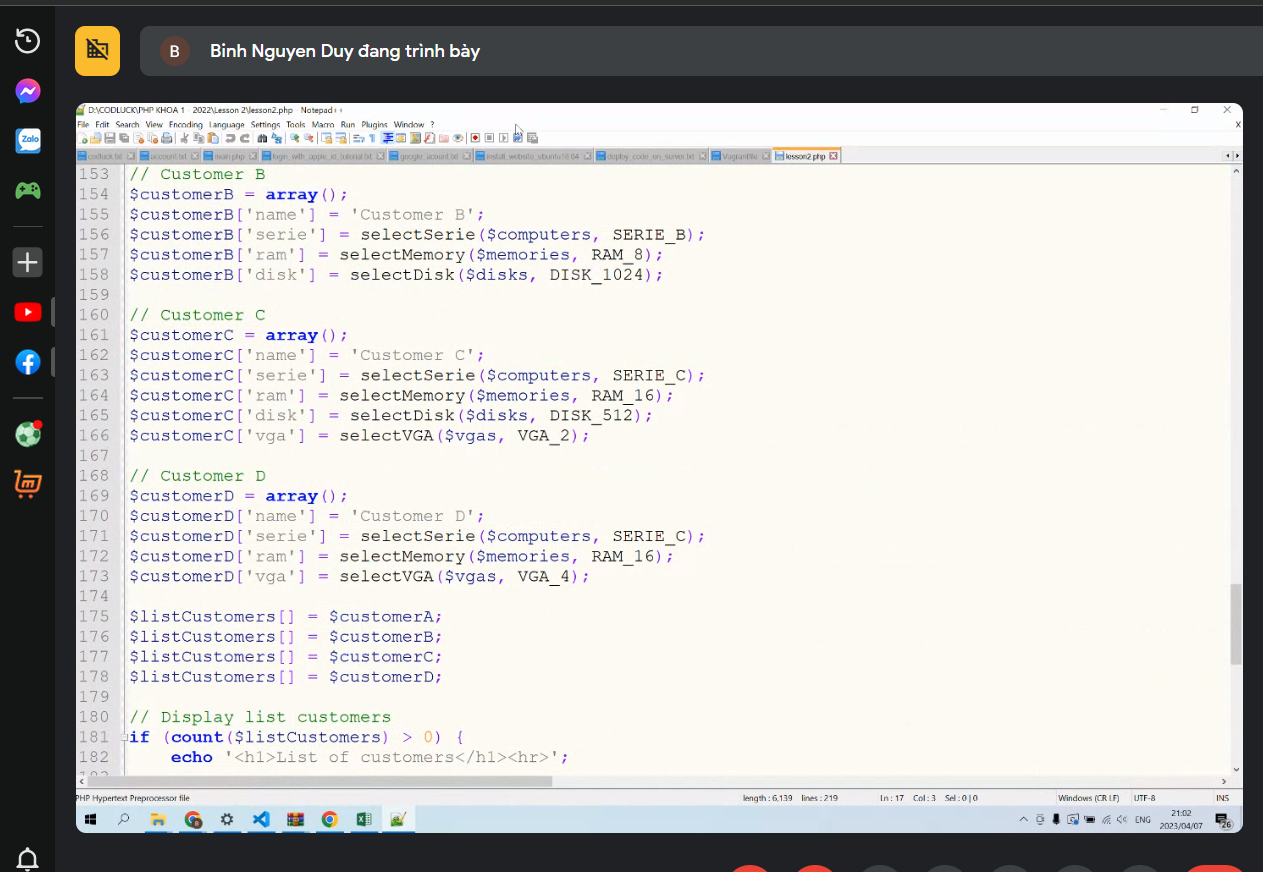 B
Binh Nguyen Duy đang trình bày
Zalo
D:\CODLUCK\PHP KHOA 1 - 2022\Lesson 2\lesson2.php - Notepad++
File Edit Search View Encoding Language Settings Tools Macro Run Plugins Window ?
X
codluck.txt account.txt main.php login_with_apple_id_tutorial.txt google_acount.txt install_website_ubuntu18.04 deploy_code_on_server.txt Vagrantfile lesson2.php
153 // Customer B
154 $customerB = array();
155 $customerB['name'] = 'Customer B';
156 $customerB['serie'] = selectSerie($computers, SERIE_B);
157 $customerB['ram'] = selectMemory($memories, RAM_8);
158 $customerB['disk'] = selectDisk($disks, DISK_1024);
159
160 // Customer C
161 $customerC = array();
162 $customerC['name'] = 'Customer C';
163 $customerC['serie'] = selectSerie($computers, SERIE_C);
164 $customerC['ram'] = selectMemory($memories, RAM_16);
165 $customerC['disk'] = selectDisk($disks, DISK_512);
166 $customerC['vga'] = selectVGA($vgas, VGA_2);
167
168 // Customer D
169 $customerD = array();
170 $customerD['name'] = 'Customer D';
171 $customerD['serie'] = selectSerie($computers, SERIE_C);
172 $customerD['ram'] = selectMemory($memories, RAM_16);
173 $customerD['vga'] = selectVGA($vgas, VGA_4);
174
175 $listCustomers[] = $customerA;
176 $listCustomers[] = $customerB;
177 $listCustomers[] = $customerC;
178 $listCustomers[] = $customerD;
179
180 // Display list customers
181 if (count($listCustomers) > 0) {
182 echo '<h1>List of customers</h1><hr>';
PHP Hypertext Preprocessor file length : 6,139 lines : 219 Ln : 17 Col : 3 Sel : 0 | 0 Windows (CR LF) UTF-8 INS
ENG
21:02
2023/04/07
26